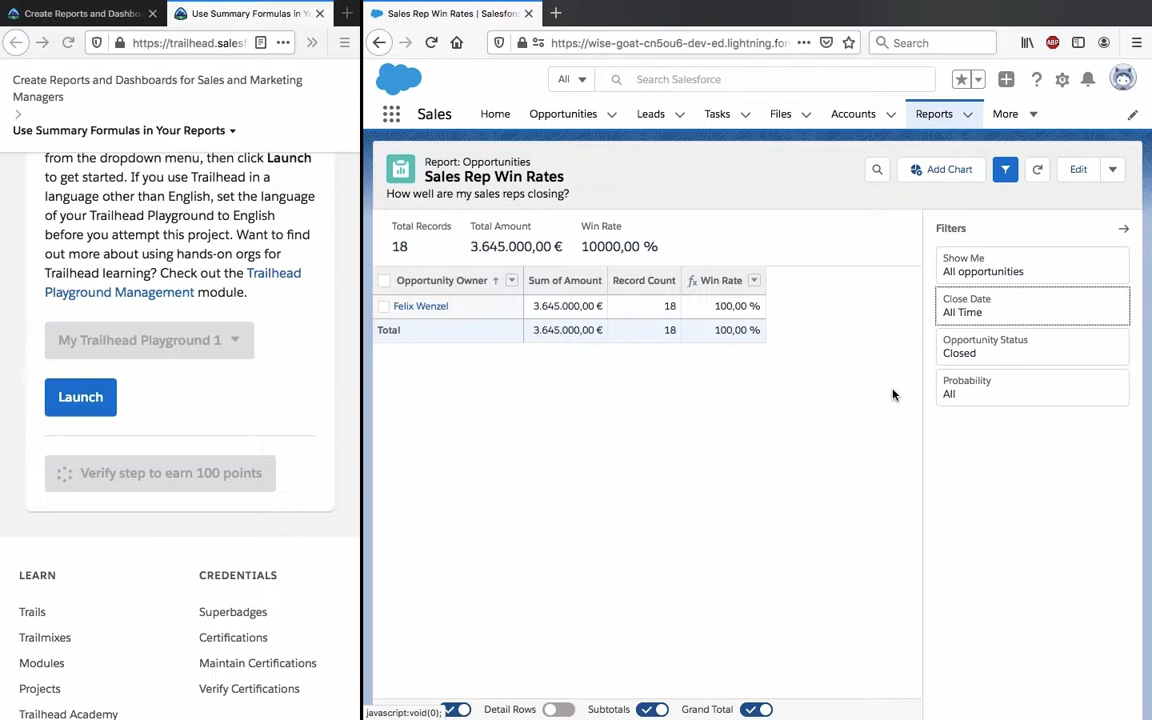 Create Reports and Dashbo
Use Summary Formulas in Y
Sales Rep Win Rates | Salesforc
https://trailhead.salesf
https://wise-goat-cn5ou6-dev-ed.lightning.for
Search
ABP
Create Reports and Dashboards for Sales and Marketing
Managers
Use Summary Formulas in Your Reports
from the dropdown menu, then click Launch
to get started. If you use Trailhead in a
language other than English, set the language
of your Trailhead Playground to English
before you attempt this project. Want to find
out more about using hands-on orgs for
Trailhead learning? Check out the Trailhead
Playground Management module.
My Trailhead Playground 1
Launch
Verify step to earn 100 points
LEARN
Trails
Trailmixes
Modules
Projects
Trailhead Academy
CREDENTIALS
Superbadges
Certifications
Maintain Certifications
Verify Certifications
All
Search Salesforce
Sales
Home
Opportunities
Leads
Tasks
Files
Accounts
Reports
More
Report: Opportunities
Sales Rep Win Rates
How well are my sales reps closing?
Add Chart
Edit
Total Records
18
Total Amount
3.645.000,00 €
Win Rate
10000,00 %
Opportunity Owner ↑ Sum of Amount Record Count fx Win Rate
Felix Wenzel 3.645.000,00 € 18 100,00 %
Total 3.645.000,00 € 18 100,00 %
Filters
Show Me
All opportunities
Close Date
All Time
Opportunity Status
Closed
Probability
All
javascript:void(0);
Detail Rows
Subtotals
Grand Total